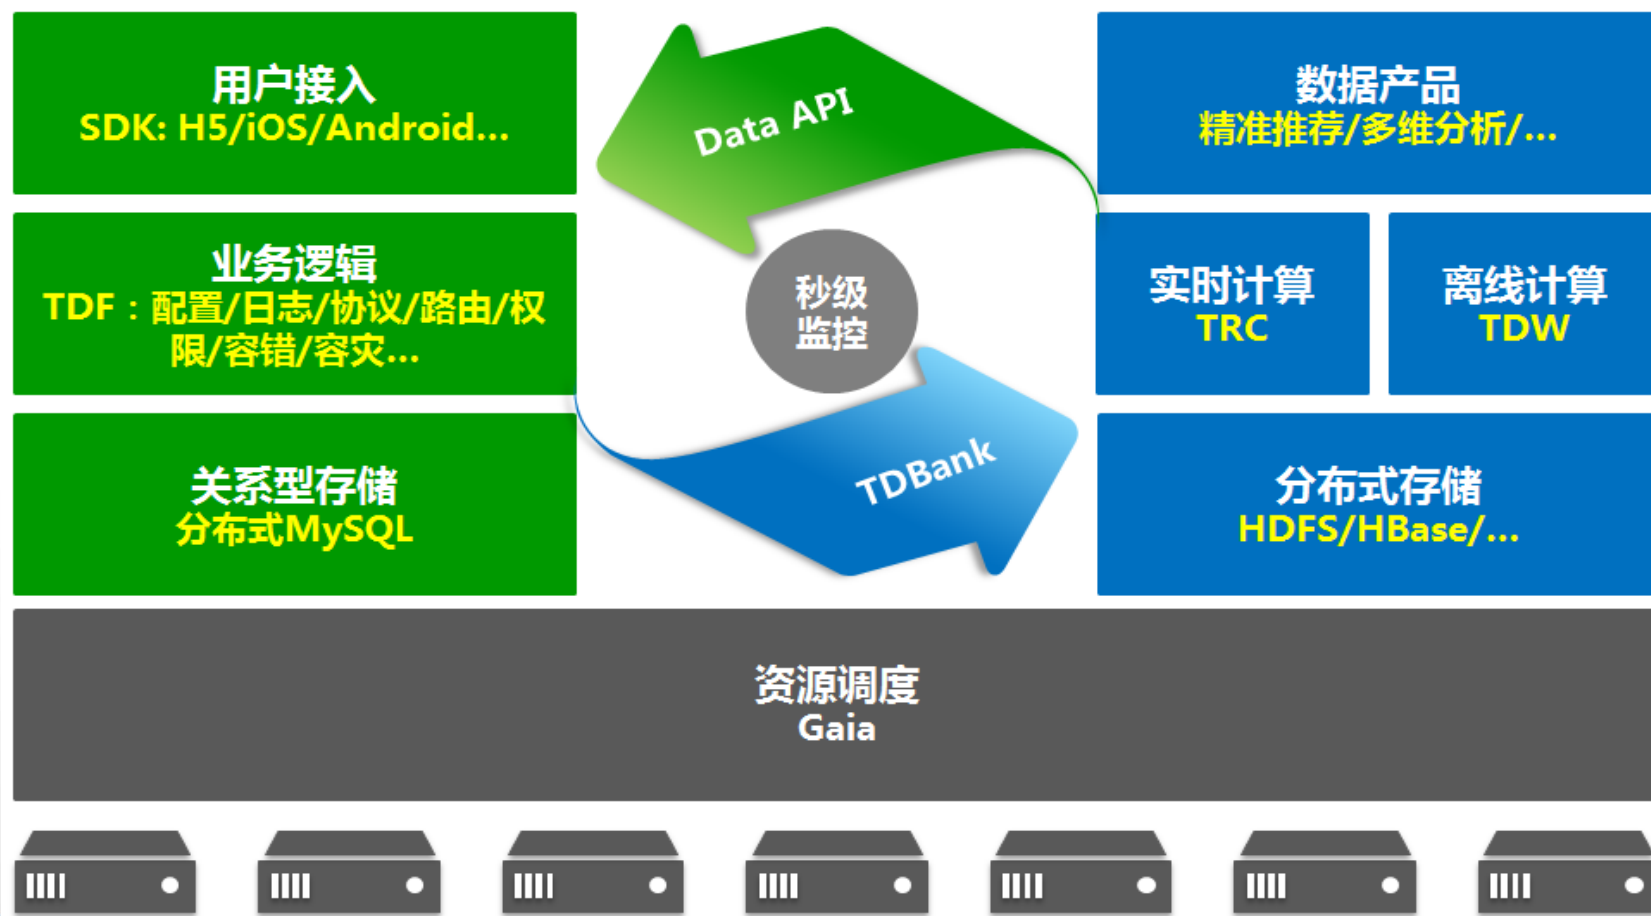 用户接入
SDK: H5/iOS/Android...
Data API
数据产品
精准推荐/多维分析/...
业务逻辑
TDF：配置/日志/协议/路由/权
限/容错/容灾...
秒级
监控
实时计算
TRC
离线计算
TDW
关系型存储
分布式MySQL
TDBank
分布式存储
HDFS/HBase/...
资源调度
Gaia